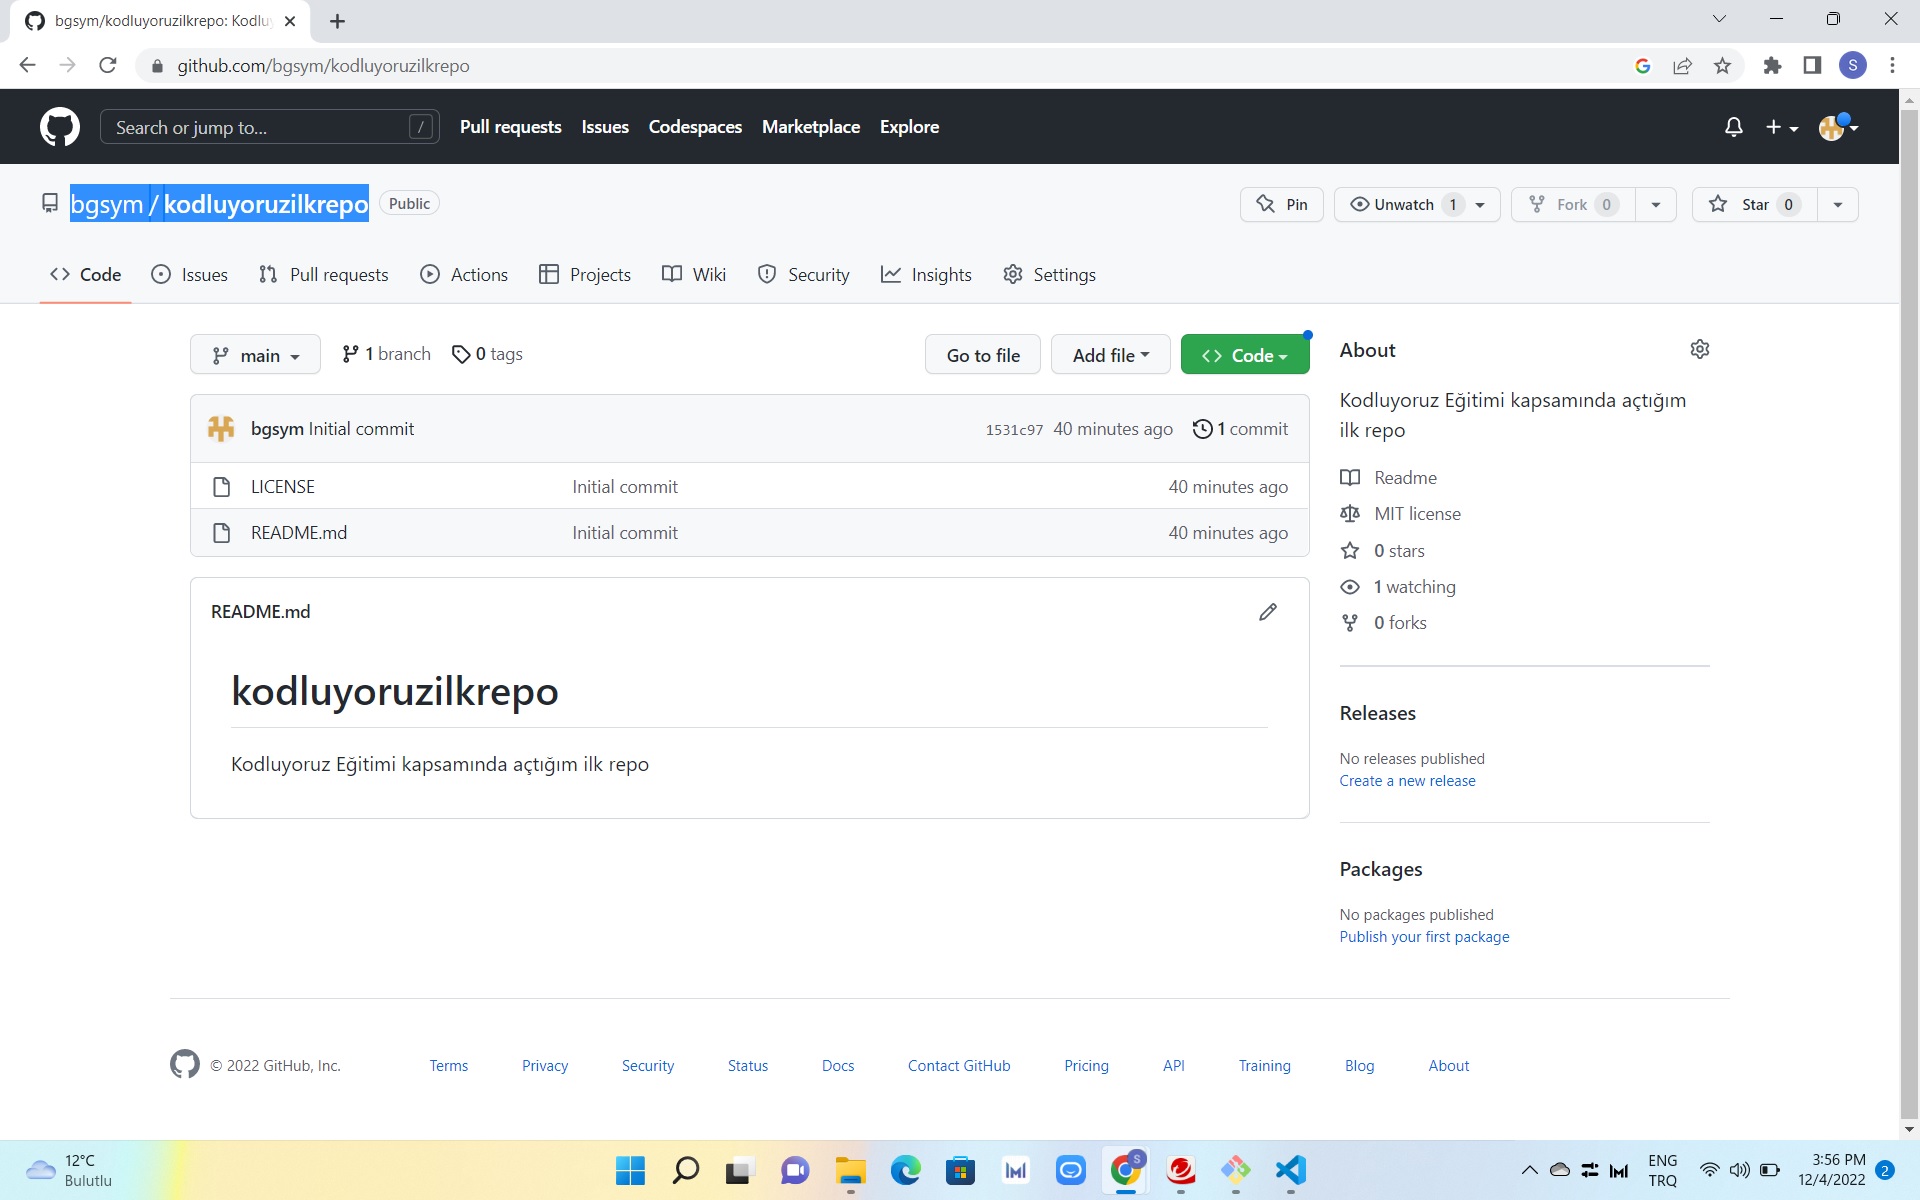 bgsym/kodluyoruzilkrepo: Kodlu
github.com/bgsym/kodluyoruzilkrepo
S
Search or jump to...
/
Pull requests
Issues
Codespaces
Marketplace
Explore
bgsym / kodluyoruzilkrepo
Public
Pin
Unwatch 1
Fork 0
Star 0
Code
Issues
Pull requests
Actions
Projects
Wiki
Security
Insights
Settings
main
1 branch
0 tags
Go to file
Add file
Code
bgsym Initial commit
1531c97 40 minutes ago
1 commit
LICENSE
Initial commit
40 minutes ago
README.md
Initial commit
40 minutes ago
README.md
kodluyoruzilkrepo
Kodluyoruz Eğitimi kapsamında açtığım ilk repo
About
Kodluyoruz Eğitimi kapsamında açtığım
ilk repo
Readme
MIT license
0 stars
1 watching
0 forks
Releases
No releases published
Create a new release
Packages
No packages published
Publish your first package
© 2022 GitHub, Inc.
Terms
Privacy
Security
Status
Docs
Contact GitHub
Pricing
API
Training
Blog
About
12°C
Bulutlu
S
ENG
TRQ
3:56 PM
12/4/2022
2